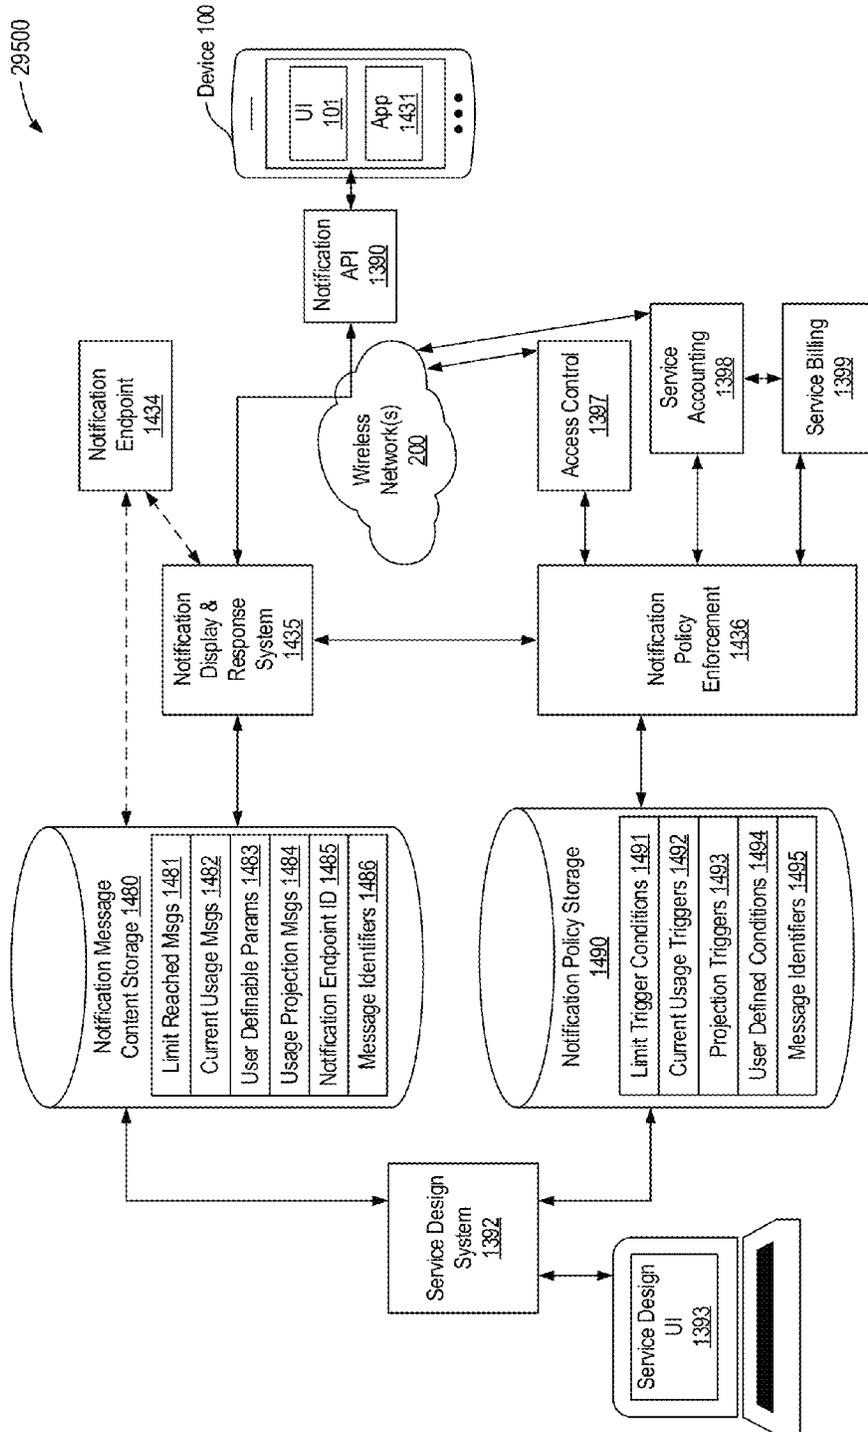 29500
Device 100
UI
101
App
1431
Notification
API
1390
Notification
Endpoint
1434
Wireless
Network(s)
200
Access Control
1397
Service
Accounting
1398
Service Billing
1399
Notification
Display &
Response
System
1435
Notification
Policy
Enforcement
1436
Notification Message
Content Storage 1480
Limit Reached Msgs 1481
Current Usage Msgs 1482
User Definable Params 1483
Usage Projection Msgs 1484
Notification Endpoint ID 1485
Message Identifiers 1486
Notification Policy Storage
1490
Limit Trigger Conditions 1491
Current Usage Triggers 1492
Projection Triggers 1493
User Defined Conditions 1494
Message Identifiers 1495
Service Design
System
1392
Service Design
UI
1393